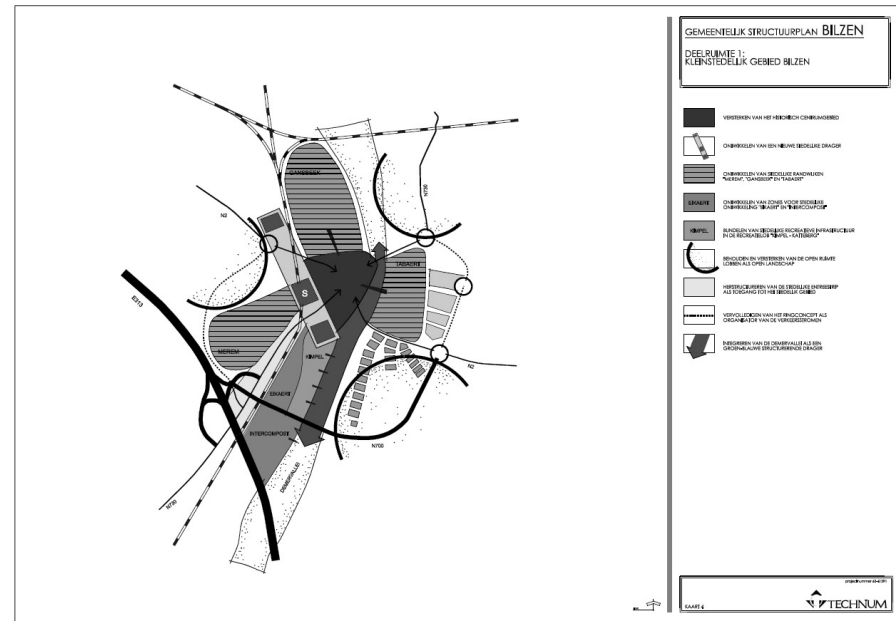 GEMEENTELIJK STRUCTUURPLAN BILZEN
DEELRUIMTE 1:
KLEINSTEDELIJK GEBIED BILZEN
VERSTERKEN VAN HET HISTORISCH CENTRUMGEBIED
ONTWIKKELEN VAN EEN NIEUWE STEDELIJKE DRAGER
ONTWIKKELEN VAN STEDELIJKE RANDWIJKEN
"MEREM", "GANSBEEK" EN "TABAERT"
EIKAERT
ONTWIKKELEN VAN ZONES VOOR STEDELIJKE
ONTWIKKELING "EIKAERT" EN "INTERCOMPOST"
KIMPEL
BUNDELEN VAN STEDELIJKE RECREATIEVE INFRASTRUCTUUR
IN DE RECREATIELOB "KIMPEL - KATTEBERG"
BEHOUDEN EN VERSTERKEN VAN DE OPEN RUIMTE
LOBBEN ALS OPEN LANDSCHAP
HERSTRUCTUREREN VAN DE STEDELIJKE ENTREESTRIP
ALS TOEGANG TOT HET STEDELIJK GEBIED
VERVOLLEDIGEN VAN HET RINGCONCEPT ALS
ORGANISATOR VAN DE VERKEERSSTROMEN
INTEGREREN VAN DE DEMERVALLEI ALS EEN
GROEN-BLAUWE STRUCTURERENDE DRAGER
GANSBEEK
N730
N2
TABAERT
S
E313
MEREM
KIMPEL
N2
EIKAERT
INTERCOMPOST
N700
DEMERVALLEI
N730
KAART 6
TECHNUM